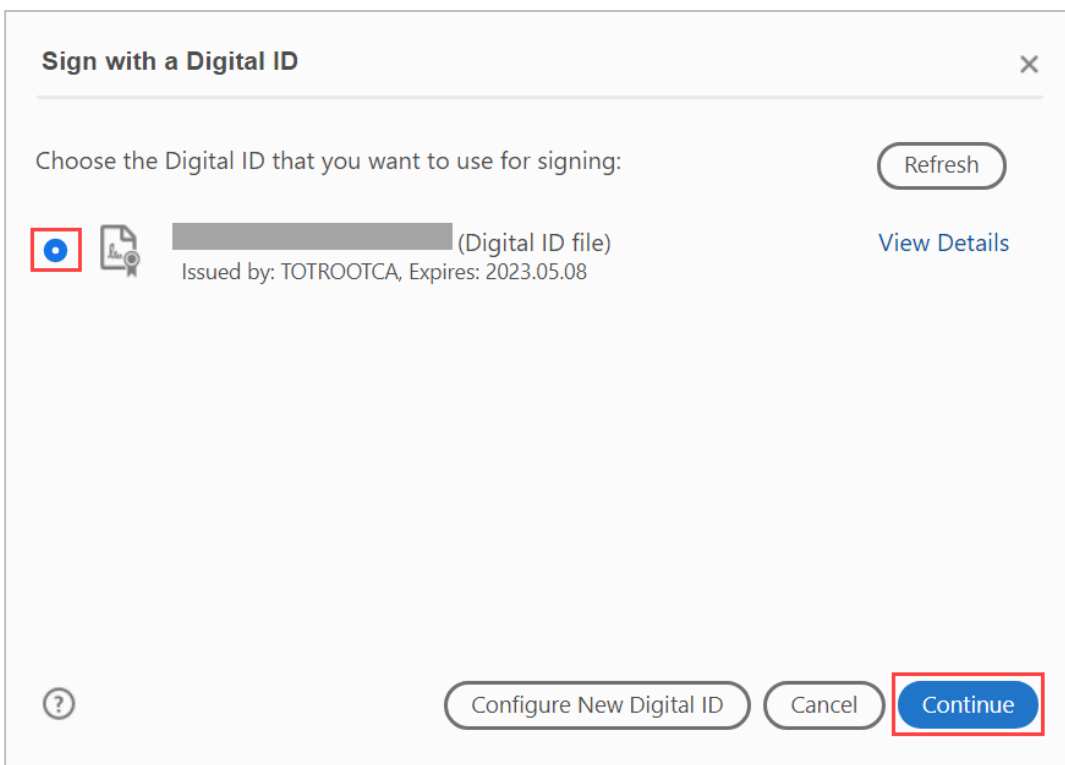 Sign with a Digital ID
Choose the Digital ID that you want to use for signing:
Refresh
(Digital ID file)
View Details
Issued by: TOTROOTCA, Expires: 2023.05.08
Configure New Digital ID
Cancel
Continue